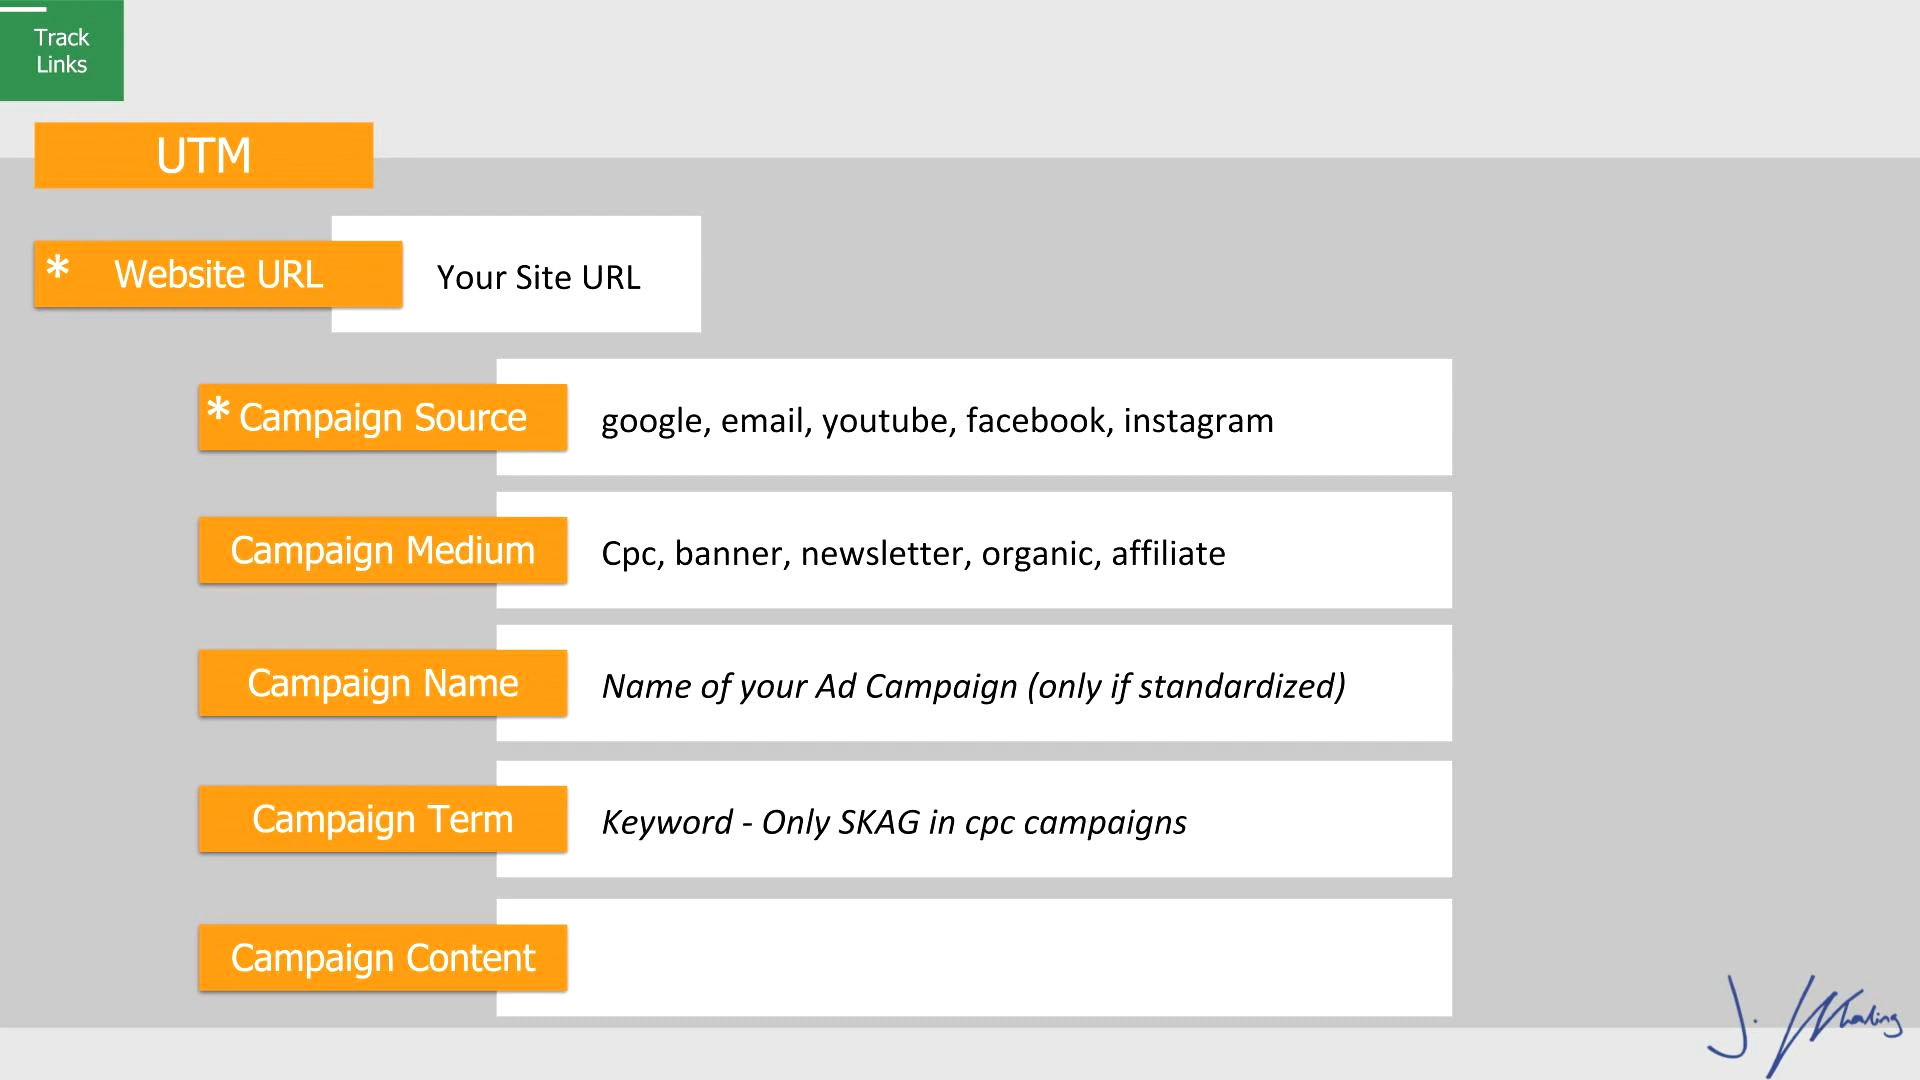 Track
Links
UTM
* Website URL
Your Site URL
* Campaign Source
google, email, youtube, facebook, instagram
Campaign Medium
Cpc, banner, newsletter, organic, affiliate
Campaign Name
Name of your Ad Campaign (only if standardized)
Campaign Term
Keyword - Only SKAG in cpc campaigns
Campaign Content
J.